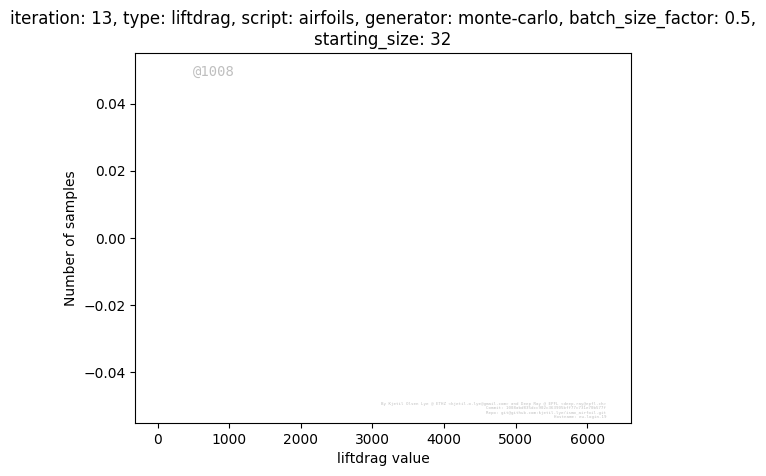 iteration: 13, type: liftdrag, script: airfoils, generator: monte-carlo, batch_size_factor: 0.5,
starting_size: 32
@1008
0.04
0.02
0.00
−0.02
−0.04
Number of samples
0 1000 2000 3000 4000 5000 6000
liftdrag value